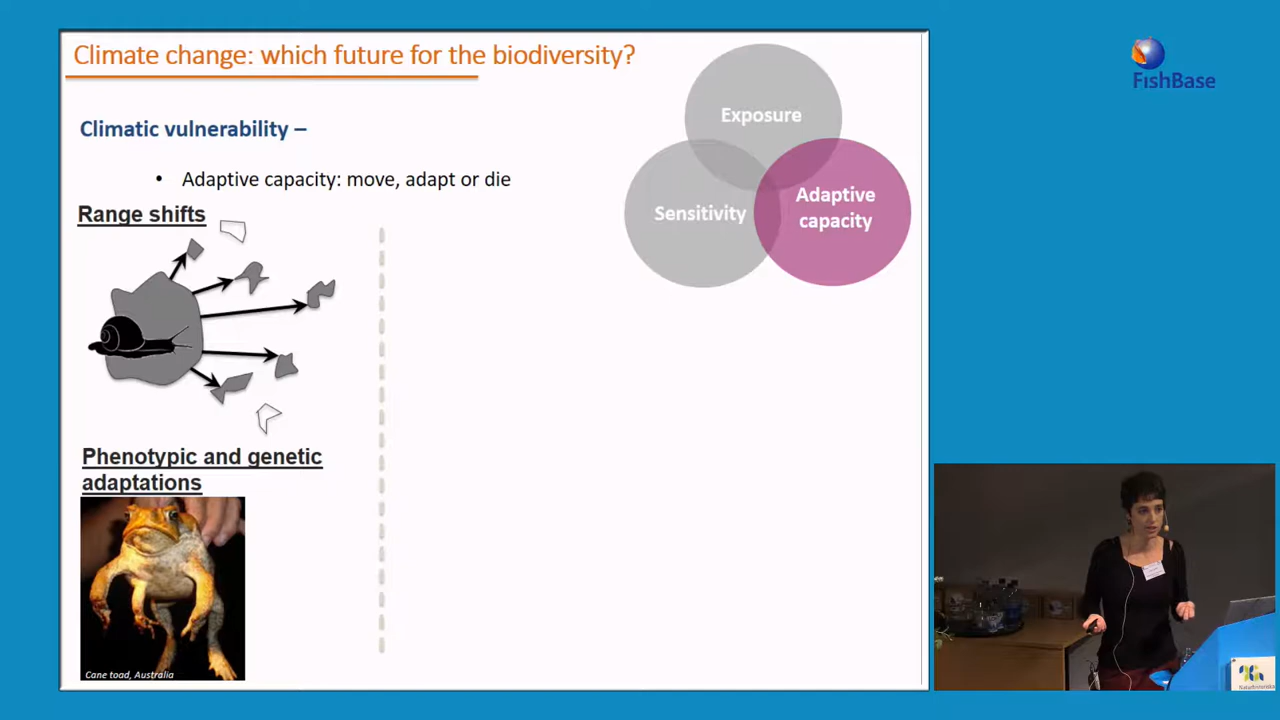 Climate change: which future for the biodiversity?
FishBase
Exposure
Climatic vulnerability –
• Adaptive capacity: move, adapt or die
Adaptive
capacity
Sensitivity
Range shifts
Phenotypic and genetic
adaptations
Cane toad, Australia